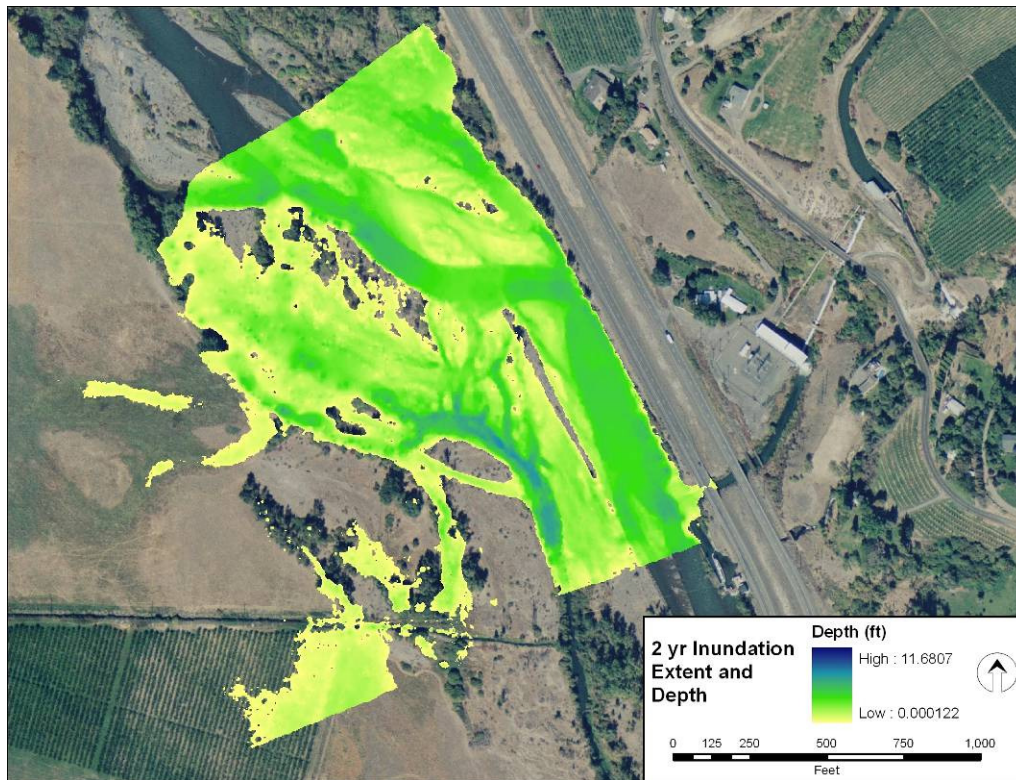 2 yr Inundation
Extent and
Depth
Depth (ft)
High : 11.6807
Low : 0.000122
0 125 250 500 750 1,000
Feet